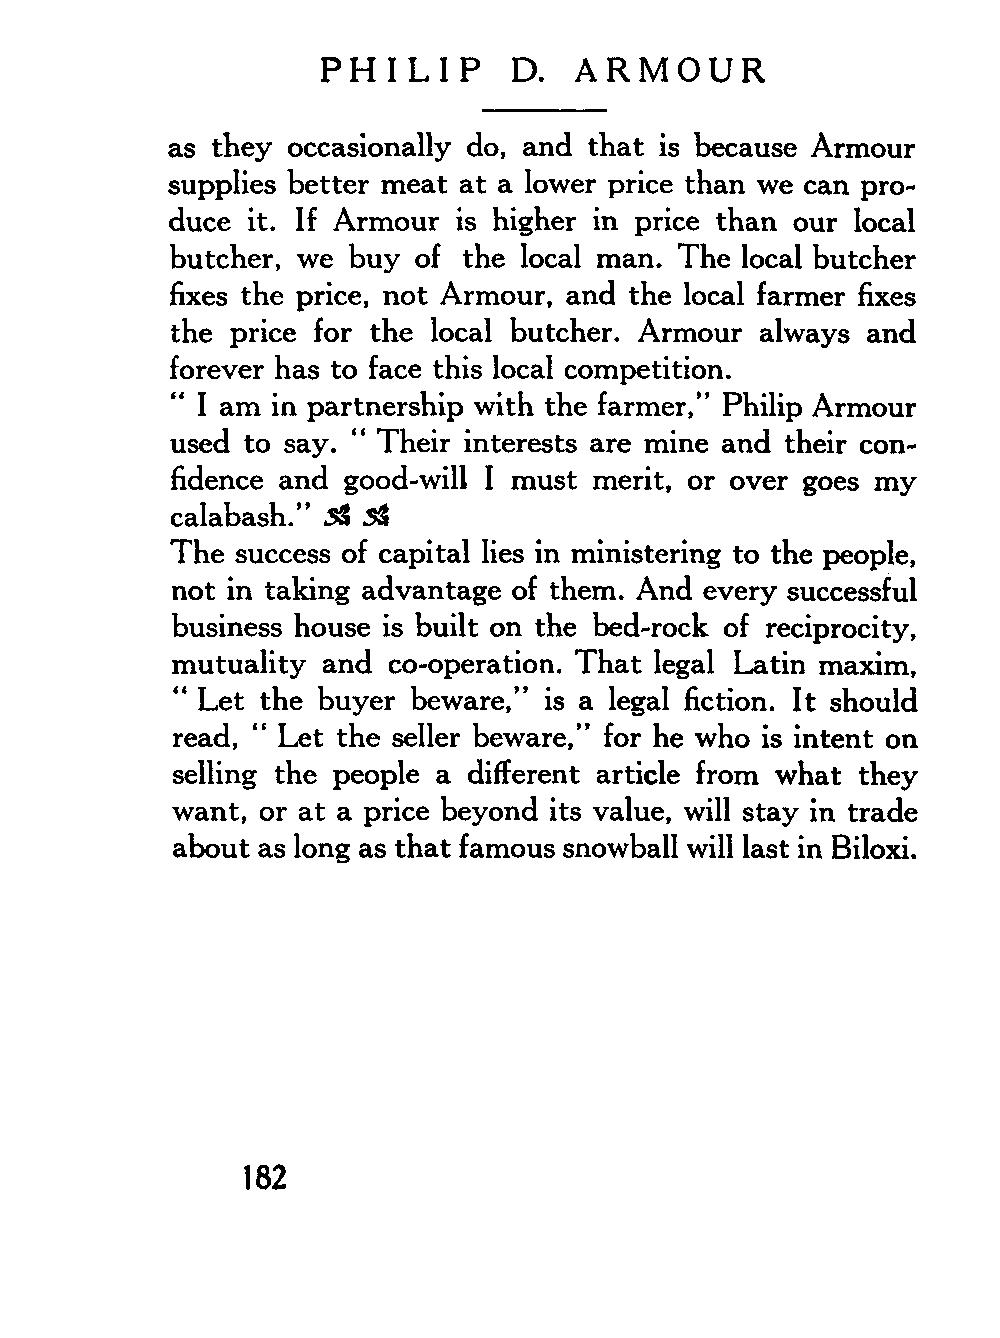 PHILIP D. ARMOUR
as they occasionally do, and that is because Armour
supplies better meat at a lower price than we can pro-
duce it. If Armour is higher in price than our local
butcher, we buy of the local man. The local butcher
fixes the price, not Armour, and the local farmer fixes
the price for the local butcher. Armour always and
forever has to face this local competition.
“ I am in partnership with the farmer,” Philip Armour
used to say. “ Their interests are mine and their con-
fidence and good-will I must merit, or over goes my
calabash.”
The success of capital lies in ministering to the people,
not in taking advantage of them. And every successful
business house is built on the bed-rock of reciprocity,
mutuality and co-operation. That legal Latin maxim,
“ Let the buyer beware,” is a legal fiction. It should
read, “ Let the seller beware,” for he who is intent on
selling the people a different article from what they
want, or at a price beyond its value, will stay in trade
about as long as that famous snowball will last in Biloxi.
182